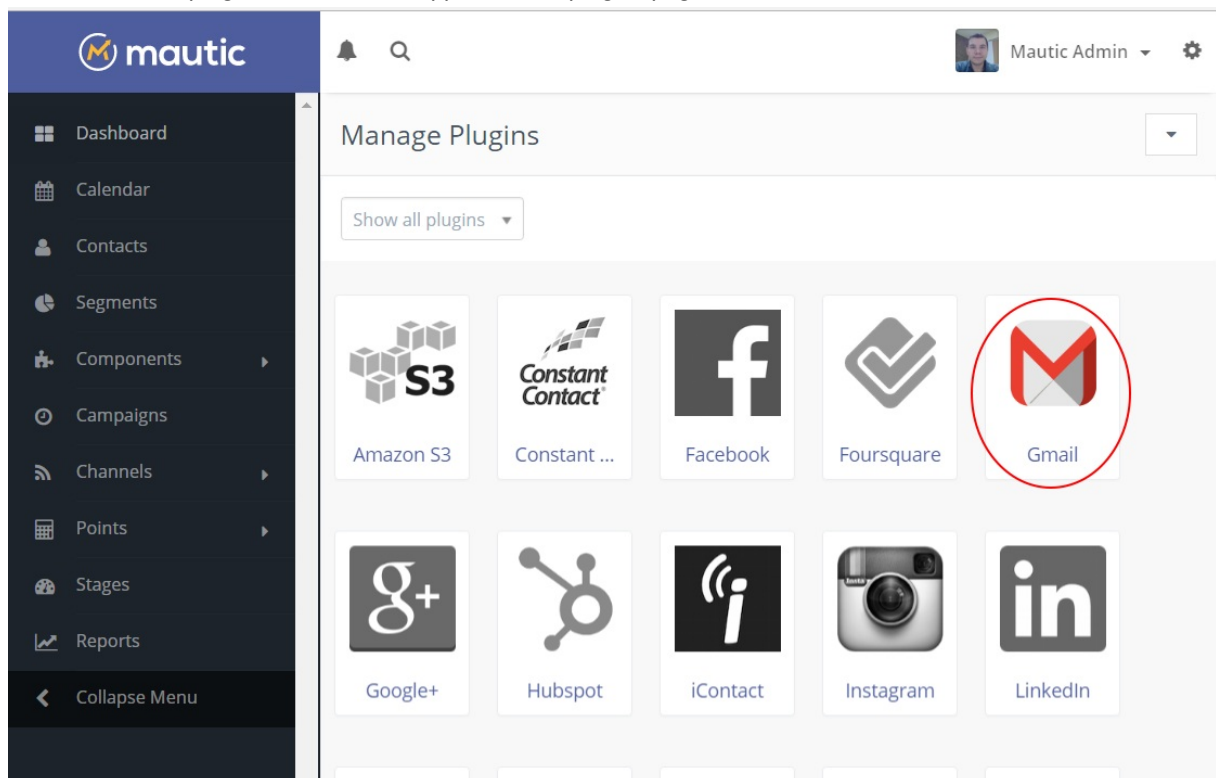 mautic
Mautic Admin
Dashboard
Calendar
Contacts
Segments
Components
Campaigns
Channels
Points
Stages
Reports
Collapse Menu
Manage Plugins
Show all plugins
S3
Constant
Contact
Amazon S3
Constant ...
Facebook
Foursquare
Gmail
g+
Insta
in
Google+
Hubspot
iContact
Instagram
LinkedIn